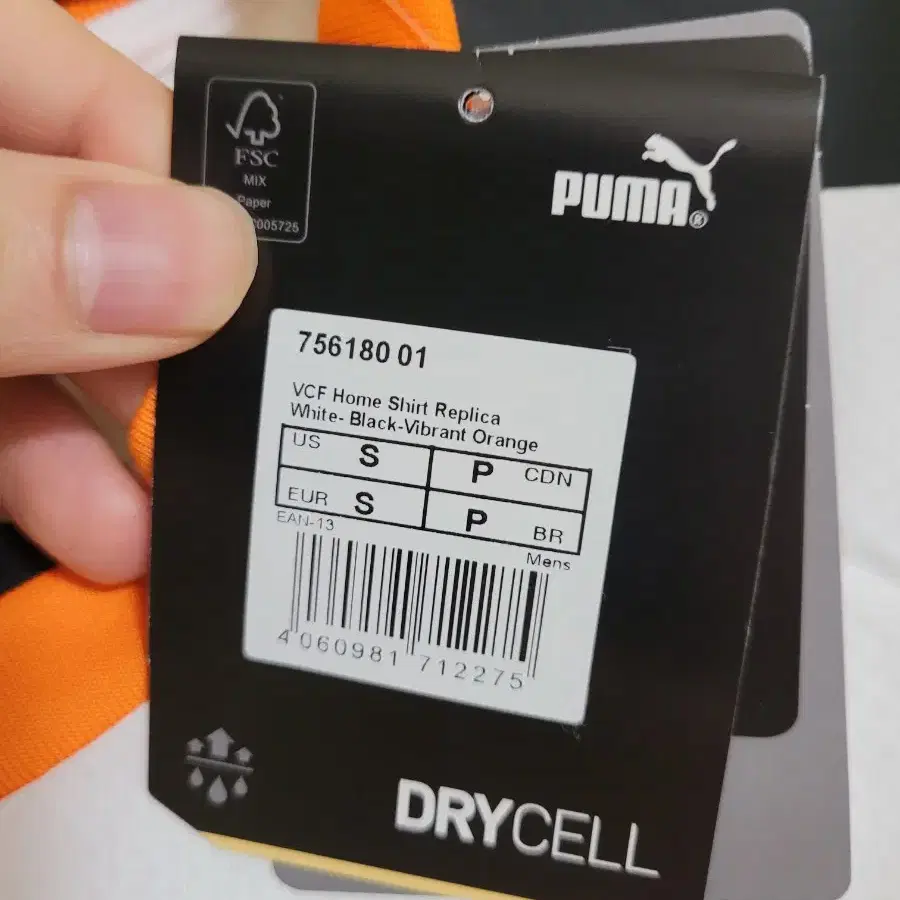 FSC
MIX
Paper
C005725
PUMA®
756180 01
VCF Home Shirt Replica
White- Black-Vibrant Orange
US S P CDN
EUR S P BR
EAN-13
Mens
4 060981 712275
DRYCELL